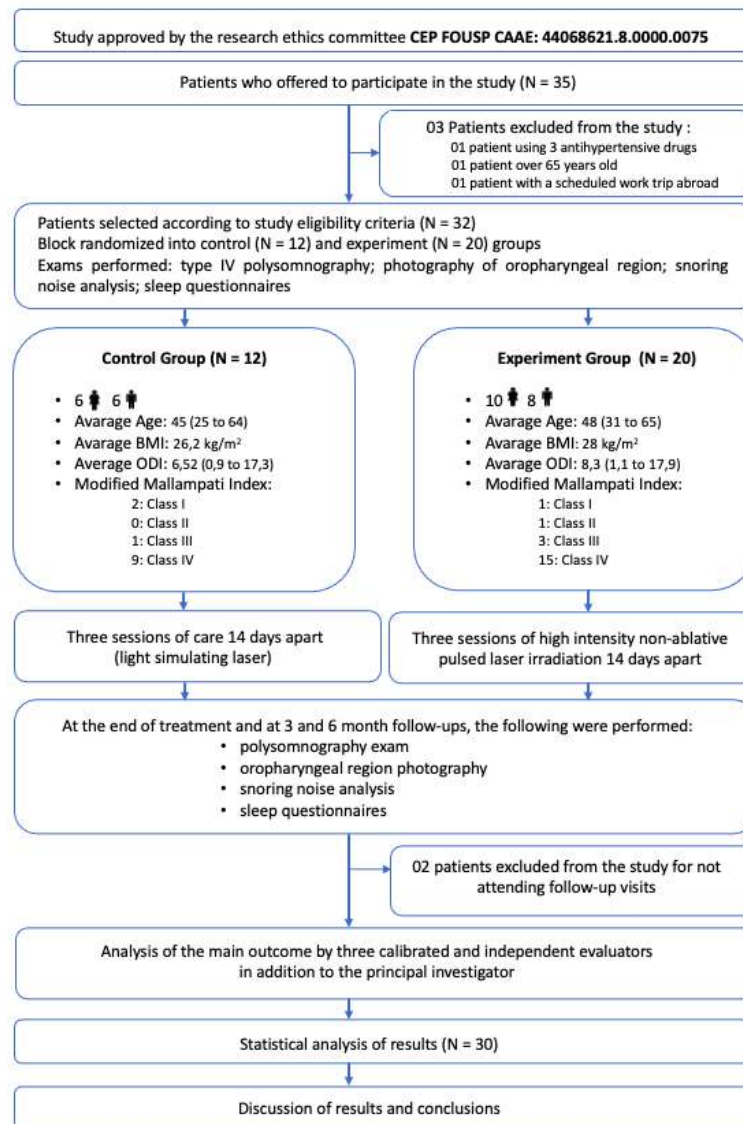 Study approved by the research ethics committee CEP FOUSP CAAE: 44068621.8.0000.0075
Patients who offered to participate in the study (N = 35)
03 Patients excluded from the study :
01 patient using 3 antihypertensive drugs
01 patient over 65 years old
01 patient with a scheduled work trip abroad
Patients selected according to study eligibility criteria (N = 32)
Block randomized into control (N = 12) and experiment (N = 20) groups
Exams performed: type IV polysomnography; photography of oropharyngeal region; snoring
noise analysis; sleep questionnaires
Control Group (N = 12)
• 6 6
• Avarage Age: 45 (25 to 64)
• Avarage BMI: 26,2 kg/m²
• Average ODI: 6,52 (0,9 to 17,3)
• Modified Mallampati Index:
2: Class I
0: Class II
1: Class III
9: Class IV
Experiment Group (N = 20)
• 10 8
• Avarage Age: 48 (31 to 65)
• Avarage BMI: 28 kg/m²
• Avarage ODI: 8,3 (1,1 to 17,9)
• Modified Mallampati Index:
1: Class I
1: Class II
3: Class III
15: Class IV
Three sessions of care 14 days apart
(light simulating laser)
Three sessions of high intensity non-ablative
pulsed laser irradiation 14 days apart
At the end of treatment and at 3 and 6 month follow-ups, the following were performed:
• polysomnography exam
• oropharyngeal region photography
• snoring noise analysis
• sleep questionnaires
02 patients excluded from the study for not
attending follow-up visits
Analysis of the main outcome by three calibrated and independent evaluators
in addition to the principal investigator
Statistical analysis of results (N = 30)
Discussion of results and conclusions